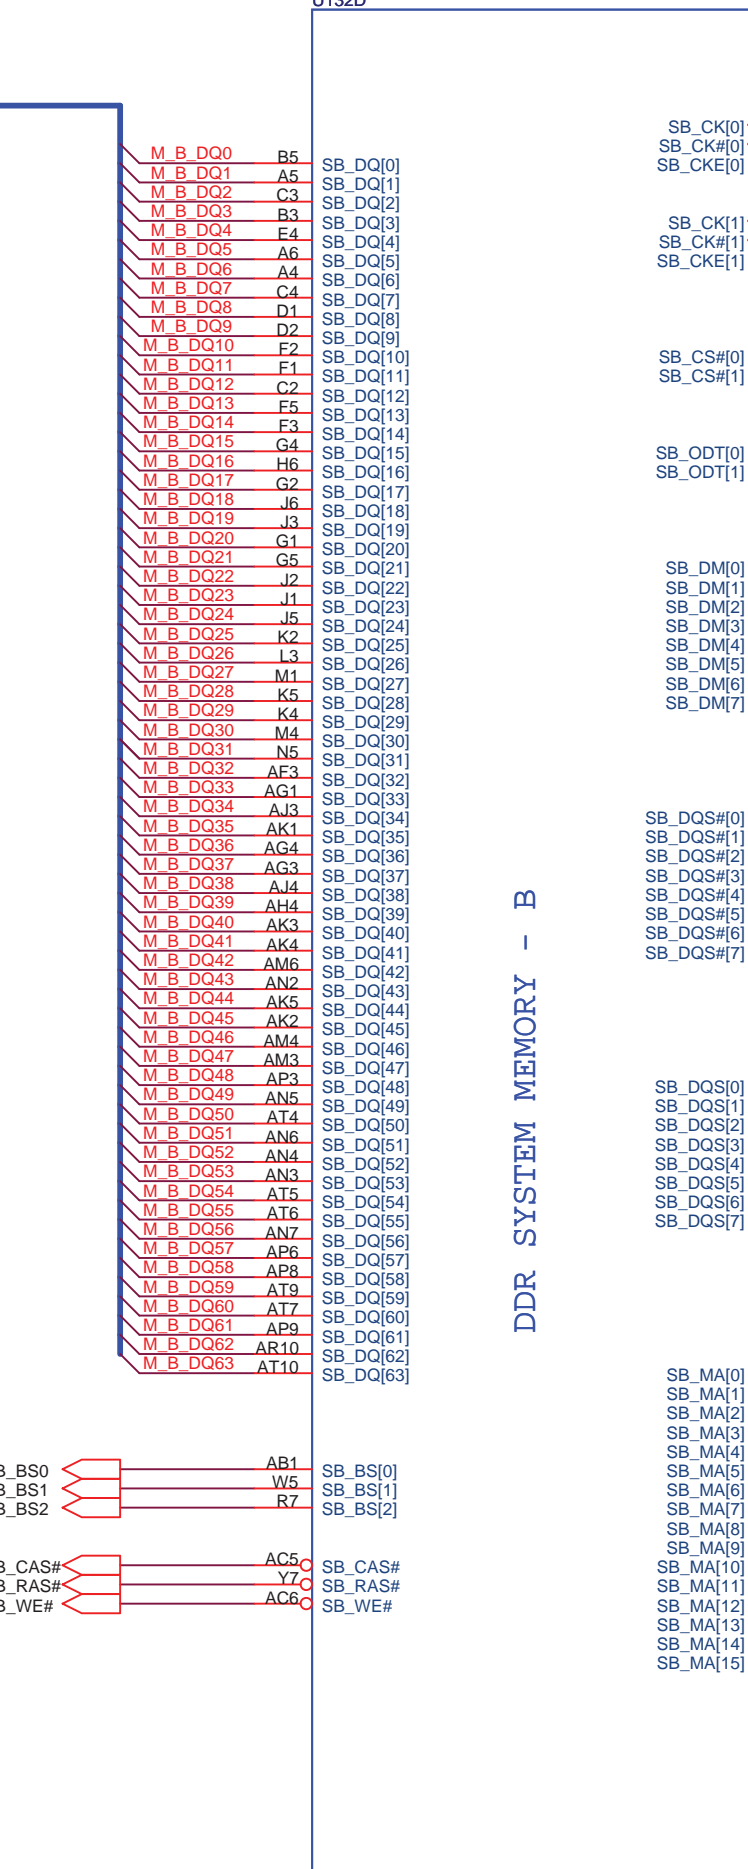 U132D
SB_CK[0]
M_B_DQ0 B5 SB_DQ[0] SB_CK#[0]
M_B_DQ1 A5 SB_DQ[1] SB_CKE[0]
M_B_DQ2 C3 SB_DQ[2]
M_B_DQ3 B3 SB_DQ[3] SB_CK[1]
M_B_DQ4 E4 SB_DQ[4] SB_CK#[1]
M_B_DQ5 A6 SB_DQ[5] SB_CKE[1]
M_B_DQ6 A4 SB_DQ[6]
M_B_DQ7 C4 SB_DQ[7]
M_B_DQ8 D1 SB_DQ[8]
M_B_DQ9 D2 SB_DQ[9]
M_B_DQ10 F2 SB_DQ[10] SB_CS#[0]
M_B_DQ11 F1 SB_DQ[11] SB_CS#[1]
M_B_DQ12 C2 SB_DQ[12]
M_B_DQ13 F5 SB_DQ[13]
M_B_DQ14 F3 SB_DQ[14]
M_B_DQ15 G4 SB_DQ[15] SB_ODT[0]
M_B_DQ16 H6 SB_DQ[16] SB_ODT[1]
M_B_DQ17 G2 SB_DQ[17]
M_B_DQ18 J6 SB_DQ[18]
M_B_DQ19 J3 SB_DQ[19]
M_B_DQ20 G1 SB_DQ[20]
M_B_DQ21 G5 SB_DQ[21] SB_DM[0]
M_B_DQ22 J2 SB_DQ[22] SB_DM[1]
M_B_DQ23 J1 SB_DQ[23] SB_DM[2]
M_B_DQ24 J5 SB_DQ[24] SB_DM[3]
M_B_DQ25 K2 SB_DQ[25] SB_DM[4]
M_B_DQ26 L3 SB_DQ[26] SB_DM[5]
M_B_DQ27 M1 SB_DQ[27] SB_DM[6]
M_B_DQ28 K5 SB_DQ[28] SB_DM[7]
M_B_DQ29 K4 SB_DQ[29]
M_B_DQ30 M4 SB_DQ[30]
M_B_DQ31 N5 SB_DQ[31]
M_B_DQ32 AF3 SB_DQ[32]
M_B_DQ33 AG1 SB_DQ[33]
M_B_DQ34 AJ3 SB_DQ[34] SB_DQS#[0]
M_B_DQ35 AK1 SB_DQ[35] SB_DQS#[1]
M_B_DQ36 AG4 SB_DQ[36] SB_DQS#[2]
M_B_DQ37 AG3 SB_DQ[37] SB_DQS#[3]
M_B_DQ38 AJ4 SB_DQ[38] SB_DQS#[4]
M_B_DQ39 AH4 SB_DQ[39] SB_DQS#[5]
M_B_DQ40 AK3 SB_DQ[40] SB_DQS#[6]
M_B_DQ41 AK4 SB_DQ[41] SB_DQS#[7]
M_B_DQ42 AM6 SB_DQ[42]
M_B_DQ43 AN2 SB_DQ[43]
M_B_DQ44 AK5 SB_DQ[44]
M_B_DQ45 AK2 SB_DQ[45]
M_B_DQ46 AM4 SB_DQ[46]
M_B_DQ47 AM3 SB_DQ[47]
M_B_DQ48 AP3 SB_DQ[48] SB_DQS[0]
M_B_DQ49 AN5 SB_DQ[49] SB_DQS[1]
M_B_DQ50 AT4 SB_DQ[50] SB_DQS[2]
M_B_DQ51 AN6 SB_DQ[51] SB_DQS[3]
M_B_DQ52 AN4 SB_DQ[52] SB_DQS[4]
M_B_DQ53 AN3 SB_DQ[53] SB_DQS[5]
M_B_DQ54 AT5 SB_DQ[54] SB_DQS[6]
M_B_DQ55 AT6 SB_DQ[55] SB_DQS[7]
M_B_DQ56 AN7 SB_DQ[56]
M_B_DQ57 AP6 SB_DQ[57]
M_B_DQ58 AP8 SB_DQ[58]
M_B_DQ59 AT9 SB_DQ[59]
M_B_DQ60 AT7 SB_DQ[60]
M_B_DQ61 AP9 SB_DQ[61]
M_B_DQ62 AR10 SB_DQ[62]
M_B_DQ63 AT10 SB_DQ[63] SB_MA[0]
DDR SYSTEM MEMORY - B
SB_MA[1]
SB_MA[2]
SB_MA[3]
SB_MA[4]
B_BS0 AB1 SB_BS[0] SB_MA[5]
B_BS1 W5 SB_BS[1] SB_MA[6]
B_BS2 R7 SB_BS[2] SB_MA[7]
SB_MA[8]
SB_MA[9]
B_CAS# AC5 SB_CAS# SB_MA[10]
B_RAS# Y7 SB_RAS# SB_MA[11]
B_WE# AC6 SB_WE# SB_MA[12]
SB_MA[13]
SB_MA[14]
SB_MA[15]